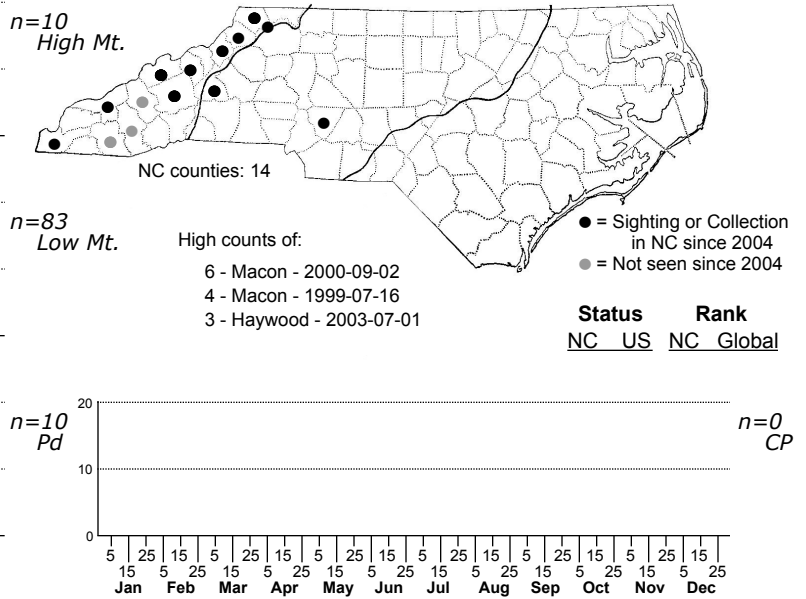 n=10
High Mt.
NC counties: 14
n=83
Low Mt.
High counts of:
6 - Macon - 2000-09-02
4 - Macon - 1999-07-16
3 - Haywood - 2003-07-01
= Sighting or Collection
in NC since 2004
= Not seen since 2004
Status Rank
NC US NC Global
n=10
Pd
n=0
CP
20
10
0
5 25 15 5 25 15 5 25 15 5 25 15 5 25 15 5 25 15
15 5 25 15 5 25 15 5 25 15 5 25 15 5 25 15 5 25
Jan Feb Mar Apr May Jun Jul Aug Sep Oct Nov Dec